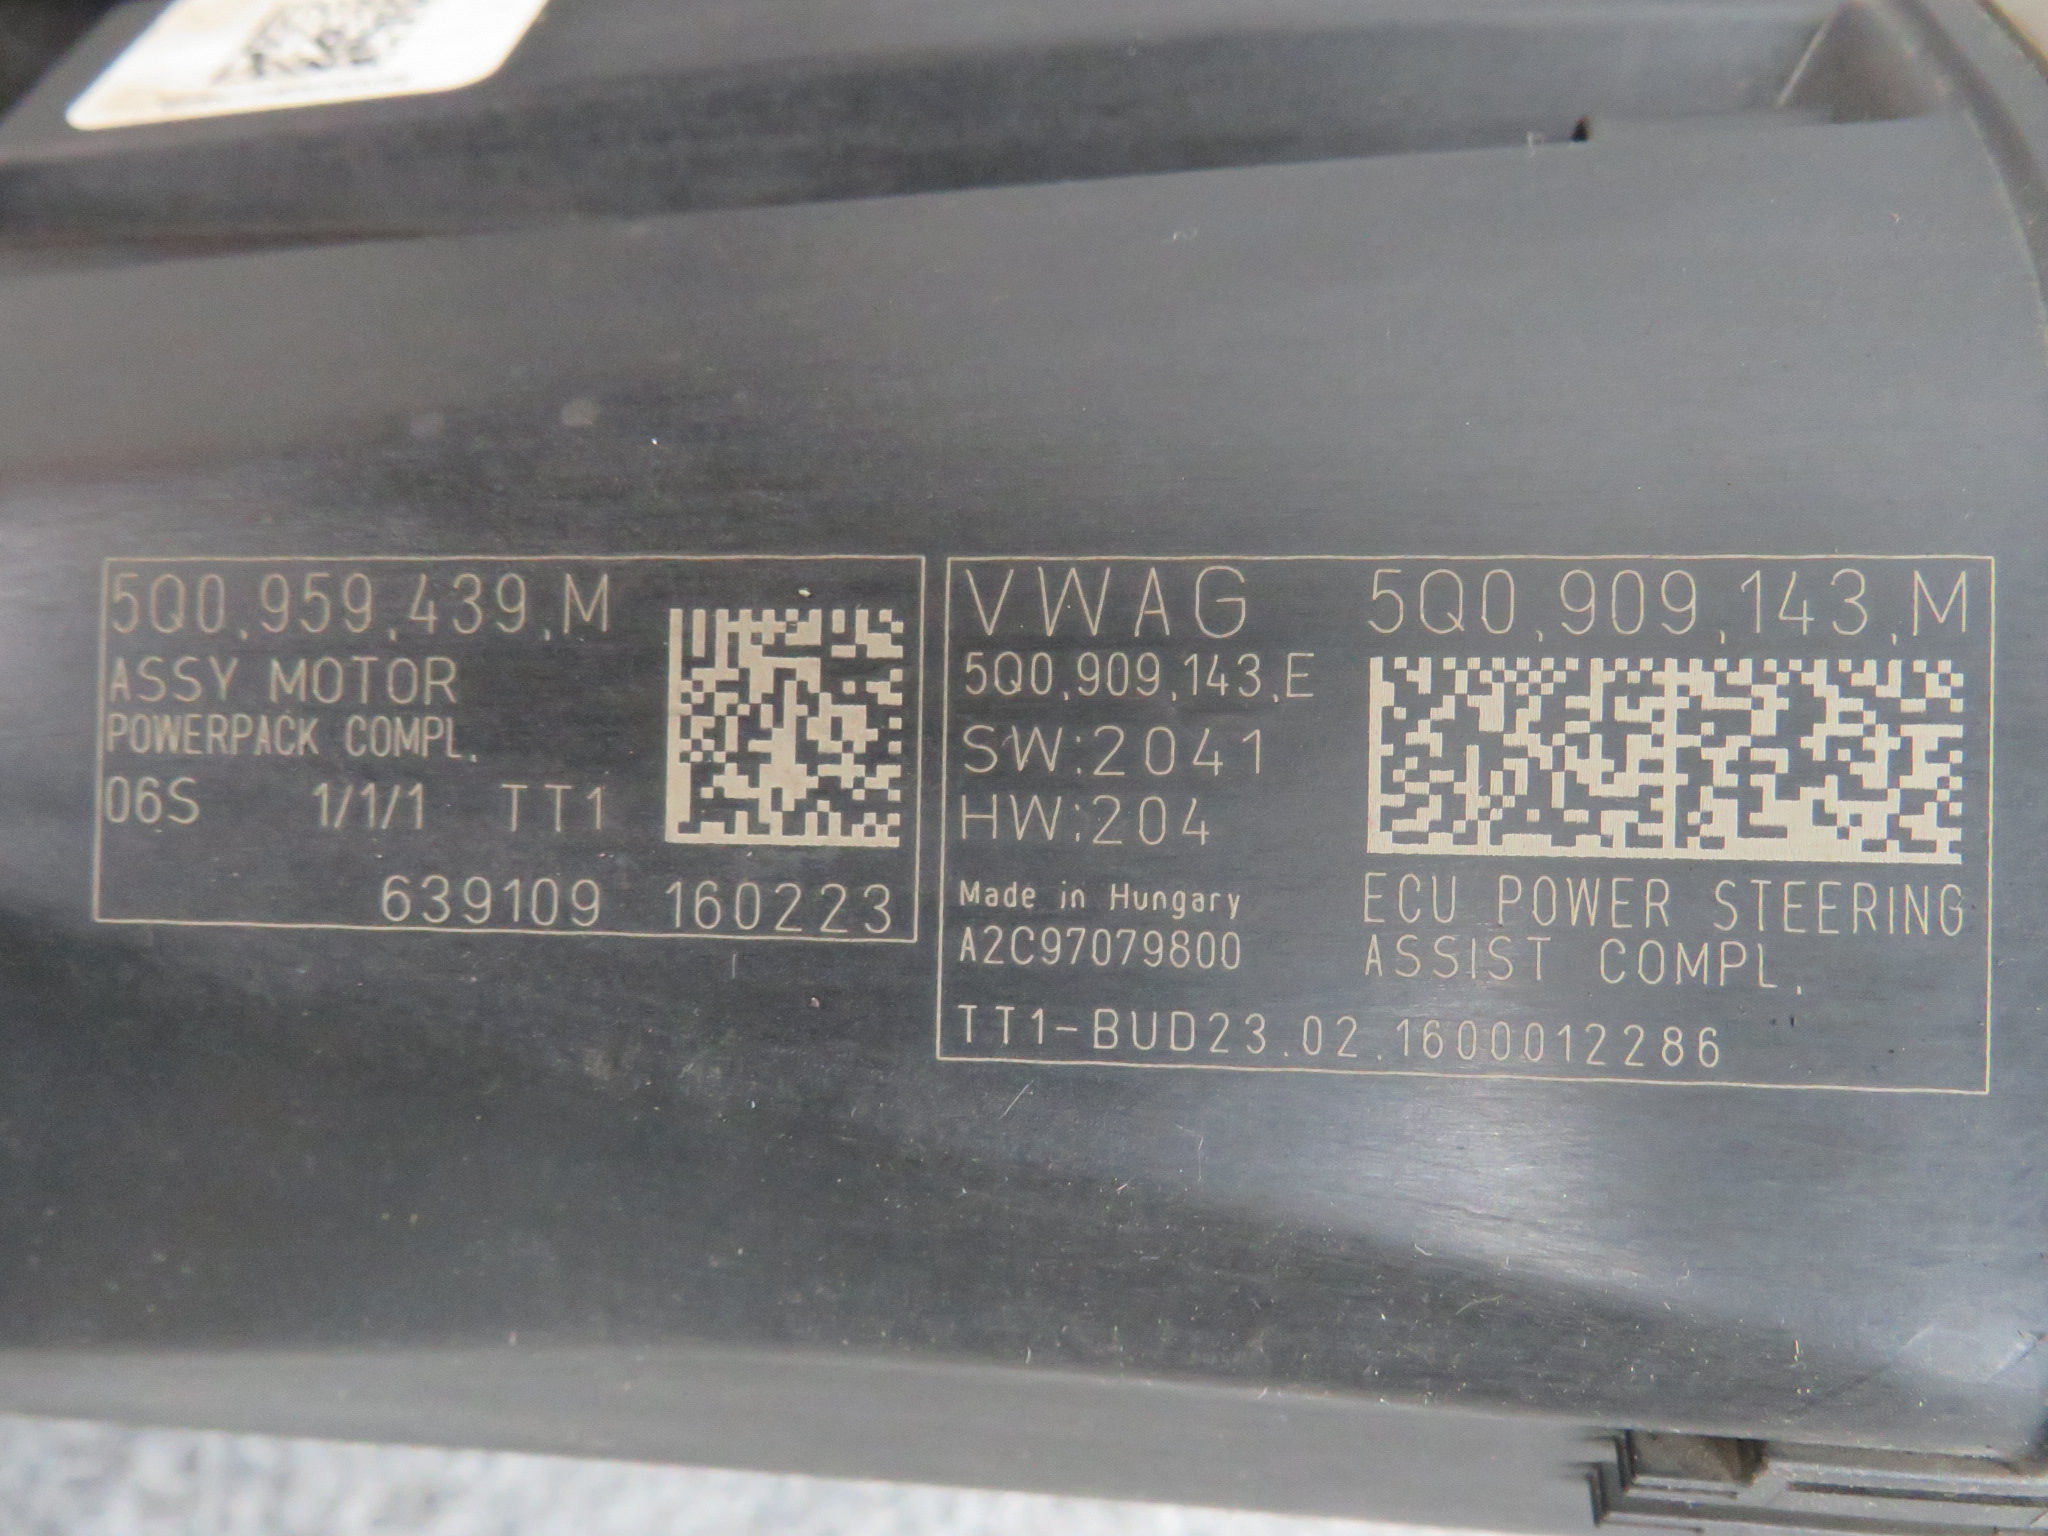 5Q0.959.439.M
ASSY MOTOR
POWERPACK COMPL.
06S 1/1/1 TT1
639109 160223
VWAG 5Q0.909.143.M
5Q0.909.143.E
SW:2041
HW:204
Made in Hungary
A2C97079800
ECU POWER STEERING
ASSIST COMPL.
TT1-BUD23.02.1600012286